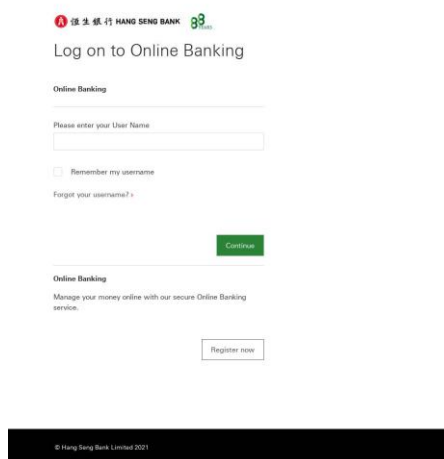 恒生銀行 HANG SENG BANK 88
Log on to Online Banking
Online Banking
Please enter your User Name
Remember my username
Forgot your username? ›
Continue
Online Banking
Manage your money online with our secure Online Banking
service.
Register now
© Hang Seng Bank Limited 2021